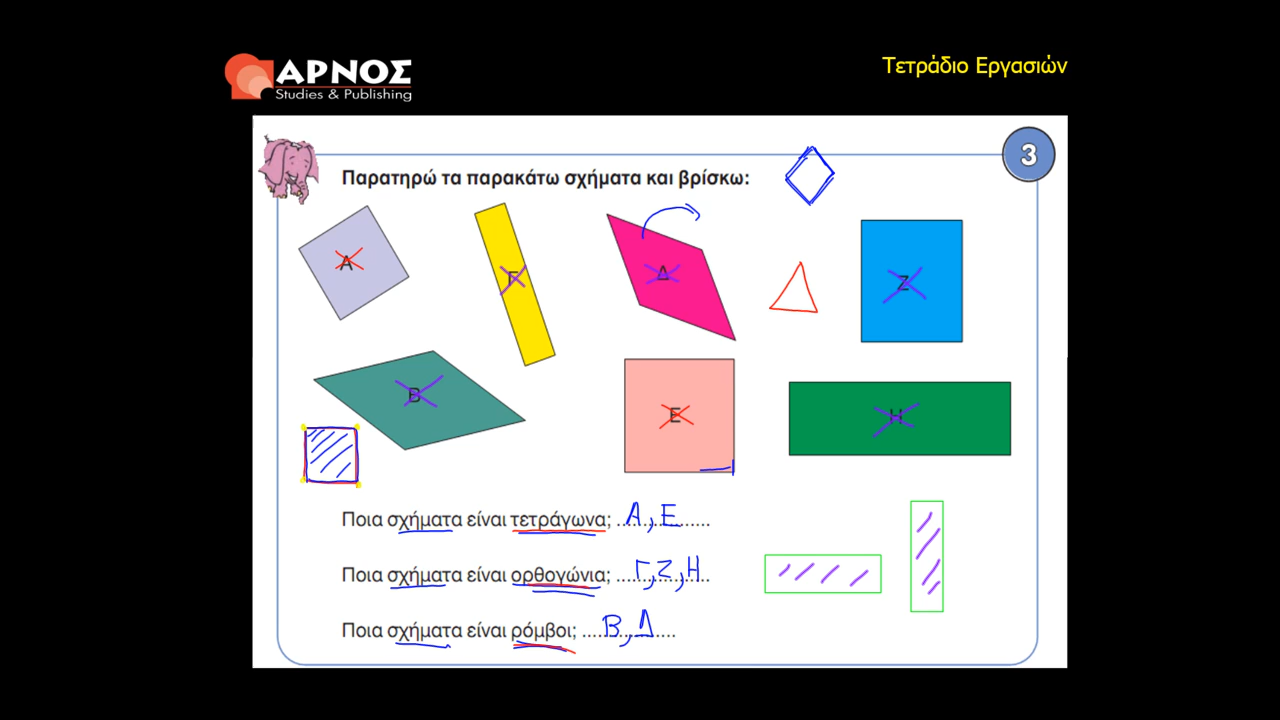 ΑΡΝΟΣ
Studies & Publishing
Τετράδιο Εργασιών
3
Παρατηρώ τα παρακάτω σχήματα και βρίσκω:
Α
Γ
Δ
Ζ
Β
Ε
Η
Ποια σχήματα είναι τετράγωνα; Α, Ε
Ποια σχήματα είναι ορθογώνια; Γ, Ζ, Η
Ποια σχήματα είναι ρόμβοι; Β, Δ